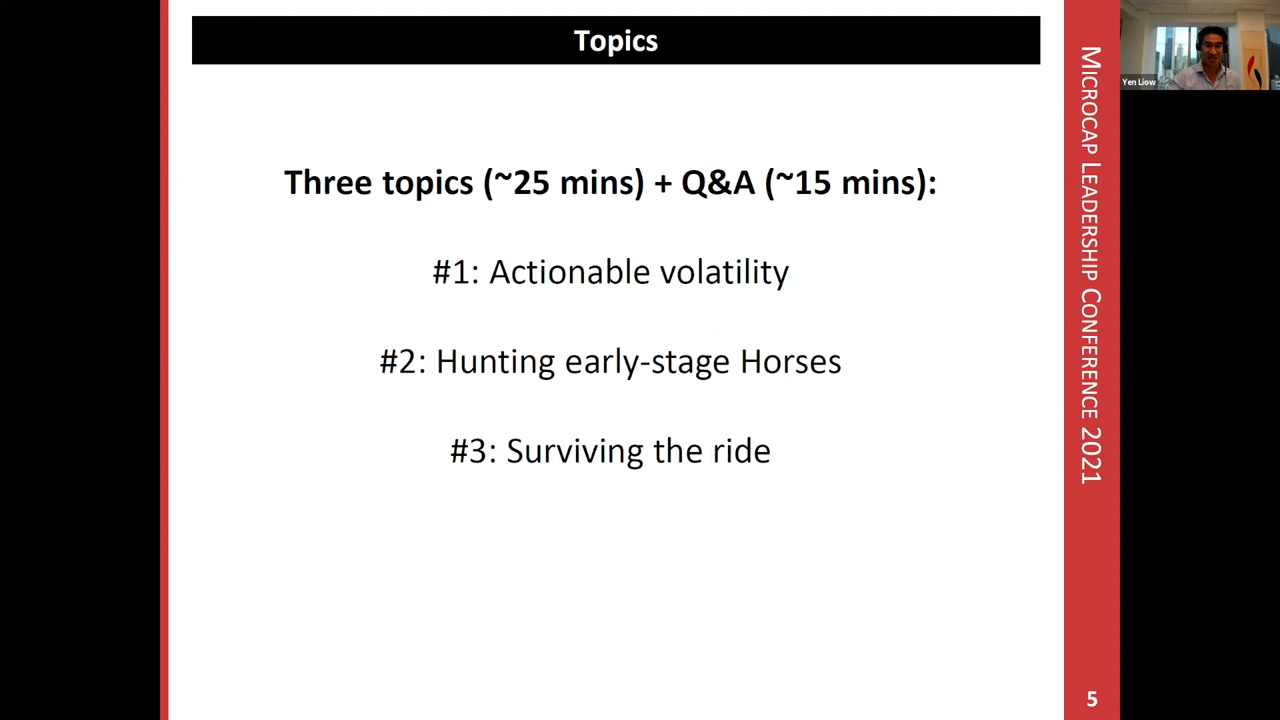 Topics
Three topics (~25 mins) + Q&A (~15 mins):
#1: Actionable volatility
#2: Hunting early-stage Horses
#3: Surviving the ride
MICROCAP LEADERSHIP CONFERENCE 2021
5
Yen Liow